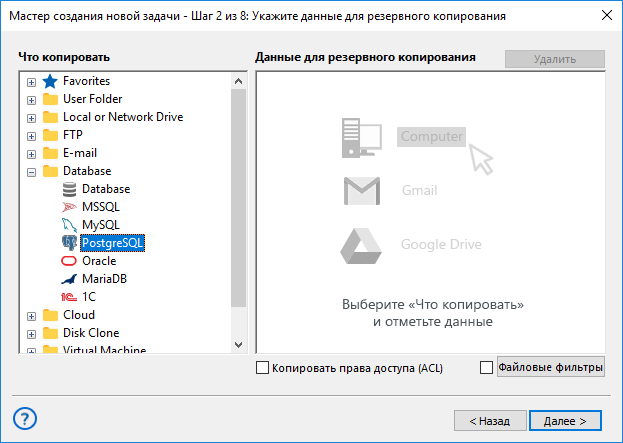 Мастер создания новой задачи - Шаг 2 из 8: Укажите данные для резервного копирования
Что копировать
Favorites
User Folder
Local or Network Drive
FTP
E-mail
Database
Database
MSSQL
MySQL
PostgreSQL
Oracle
MariaDB
1C
Cloud
Disk Clone
Virtual Machine
Данные для резервного копирования
Удалить
Computer
Gmail
Google Drive
Выберите «Что копировать»
и отметьте данные
Копировать права доступа (ACL)
Файловые фильтры
?
< Назад
Далее >